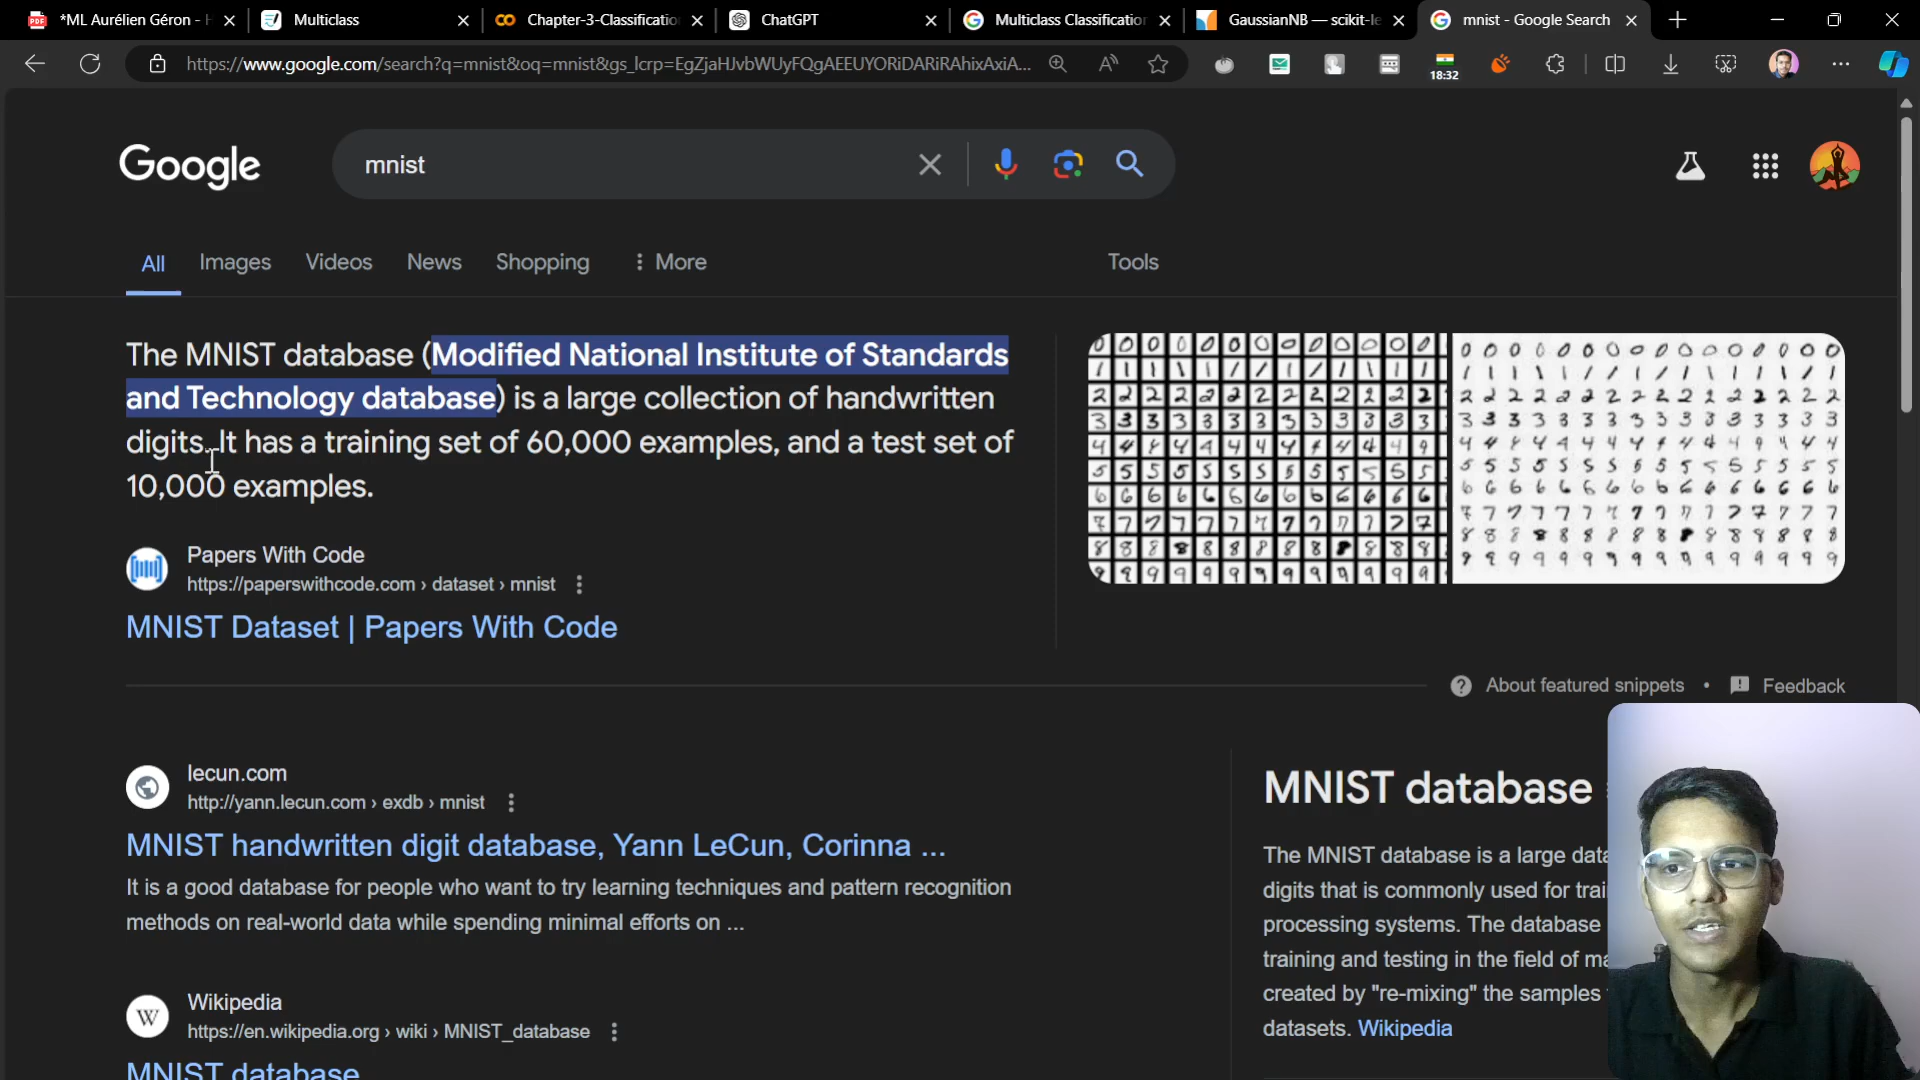 *ML Aurélien Géron -
Multiclass
Chapter-3-Classificatio
ChatGPT
Multiclass Classification
GaussianNB — scikit-le
mnist - Google Search
https://www.google.com/search?q=mnist&oq=mnist&gs_lcrp=EgZjaHJvbWUyFQgAEEUYORiDARiRAhixAxiA...
18:32
Google
mnist
All
Images
Videos
News
Shopping
More
Tools
The MNIST database (Modified National Institute of Standards
and Technology database) is a large collection of handwritten
digits. It has a training set of 60,000 examples, and a test set of
10,000 examples.
Papers With Code
https://paperswithcode.com › dataset › mnist
MNIST Dataset | Papers With Code
About featured snippets
•
Feedback
lecun.com
http://yann.lecun.com › exdb › mnist
MNIST handwritten digit database, Yann LeCun, Corinna ...
It is a good database for people who want to try learning techniques and pattern recognition
methods on real-world data while spending minimal efforts on ...
Wikipedia
https://en.wikipedia.org › wiki › MNIST_database
MNIST database
MNIST database
The MNIST database is a large
digits that is commonly used for
processing systems. The database
training and testing in the field of
created by "re-mixing" the samples
datasets. Wikipedia